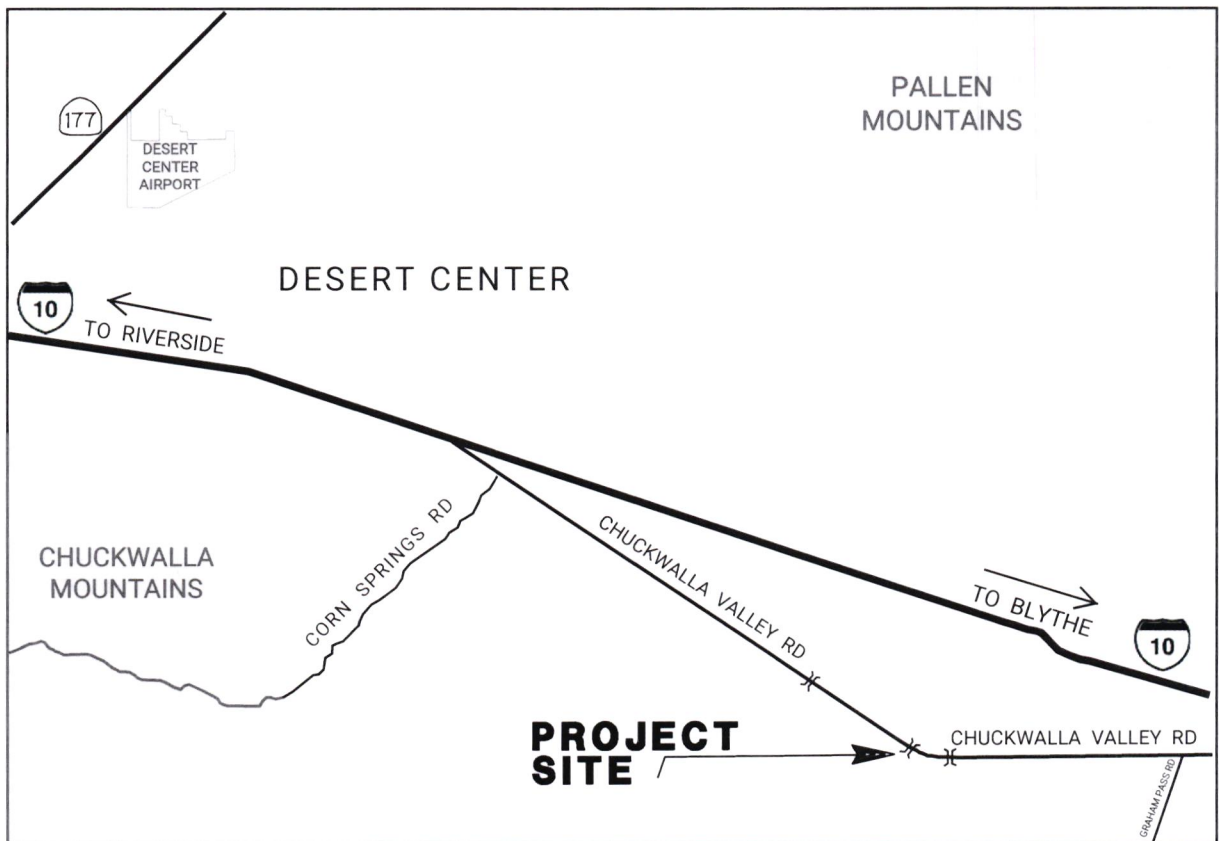 PALLEN
MOUNTAINS
177
DESERT
CENTER
AIRPORT
DESERT CENTER
10
TO RIVERSIDE
CORN SPRINGS RD
CHUCKWALLA VALLEY RD
CHUCKWALLA
MOUNTAINS
TO BLYTHE
10
PROJECT
SITE
CHUCKWALLA VALLEY RD
GRAHAM PASS RD